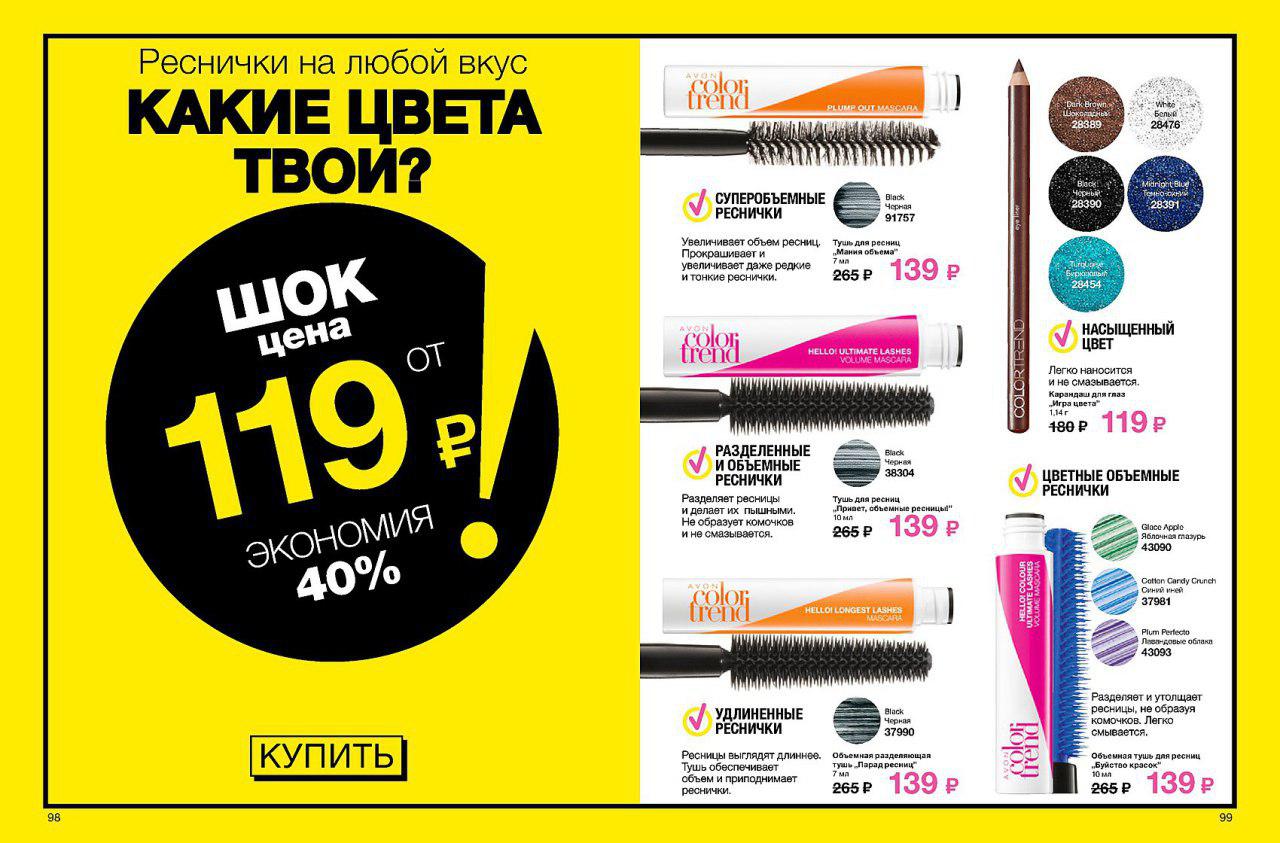 Реснички на любой вкус
КАКИЕ ЦВЕТА
ТВОИ?
ШОК
цена
от
119 ₽
!
ЭКОНОМИЯ
40%
КУПИТЬ
98
AVON
color
trend
PLUMP OUT MASCARA
СУПЕРОБЪЕМНЫЕ
РЕСНИЧКИ
Black
Черная
91757
Увеличивает объем ресниц.
Прокрашивает и
увеличивает даже редкие
и тонкие реснички.
Тушь для ресниц
„Мания объема"
7 мл
265 ₽ 139 ₽
AVON
color
trend
HELLO! ULTIMATE LASHES
VOLUME MASCARA
РАЗДЕЛЕННЫЕ
И ОБЪЕМНЫЕ
РЕСНИЧКИ
Black
Черная
38304
Разделяет ресницы
и делает их пышными.
Не образует комочков
и не смазывается.
Тушь для ресниц
„Привет, объемные ресницы!"
10 мл
265 ₽ 139 ₽
AVON
color
trend
HELLO! LONGEST LASHES
MASCARA
УДЛИНЕННЫЕ
РЕСНИЧКИ
Black
Черная
37990
Ресницы выглядят длиннее.
Тушь обеспечивает
объем и приподнимает
реснички.
Объемная разделяющая
тушь „Парад ресниц"
7 мл
265 ₽ 139 ₽
eye liner
COLORTREND
Dark Brown
Шоколадный
28389
White
Белый
28476
Black
Черный
28390
Midnight Blue
Темно-синий
28391
Turquoise
Бирюзовый
28454
НАСЫЩЕННЫЙ
ЦВЕТ
Легко наносится
и не смазывается.
Карандаш для глаз
„Игра цвета"
1,14 г
180 ₽ 119 ₽
ЦВЕТНЫЕ ОБЪЕМНЫЕ
РЕСНИЧКИ
HELLO! COLOUR
ULTIMATE LASHES
VOLUME MASCARA
AVON
color
trend
Glace Apple
Яблочная глазурь
43090
Cotton Candy Crunch
Синий иней
37981
Plum Perfecto
Лавандовые облака
43093
Разделяет и утолщает
ресницы, не образуя
комочков. Легко
смывается.
Объемная тушь для ресниц
„Буйство красок"
10 мл
265 ₽ 139 ₽
99